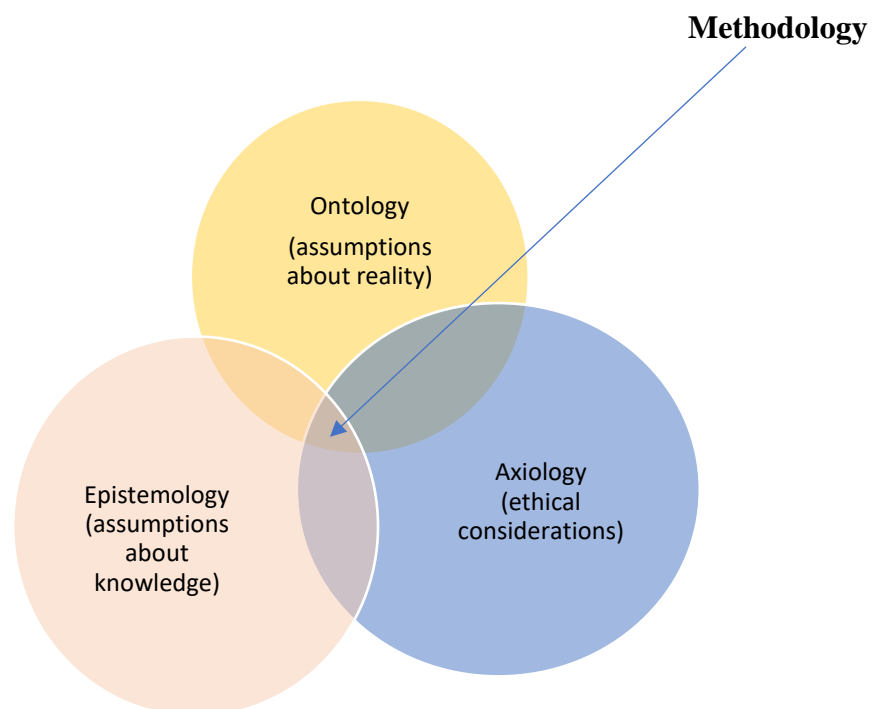 Methodology
Ontology
(assumptions
about reality)
Axiology
(ethical
considerations)
Epistemology
(assumptions
about
knowledge)